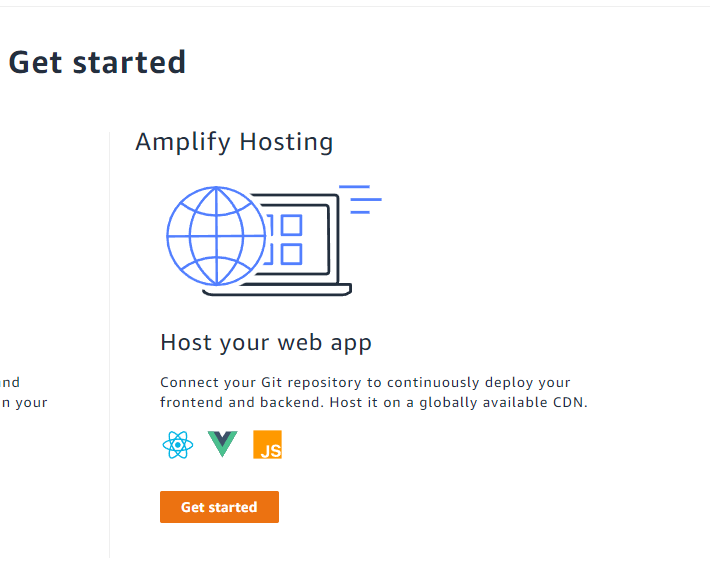 Get started
Amplify Hosting
Host your web app
Connect your Git repository to continuously deploy your
frontend and backend. Host it on a globally available CDN.
n your
JS
Get started